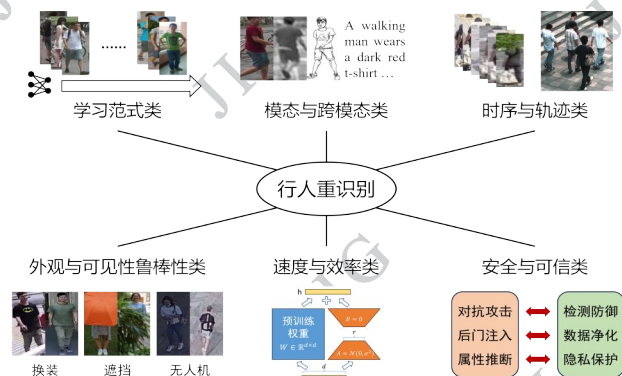 A walking
man wears
a dark red
t-shirt …
……
学习范式类
模态与跨模态类
时序与轨迹类
行人重识别
外观与可见性鲁棒性类
速度与效率类
安全与可信类
换装
遮挡
无人机
h
预训练
权重
W ∈ ℝ^{d×d}
B = 0
r
A = N(0, σ²)
d
对抗攻击
检测防御
后门注入
数据净化
属性推断
隐私保护